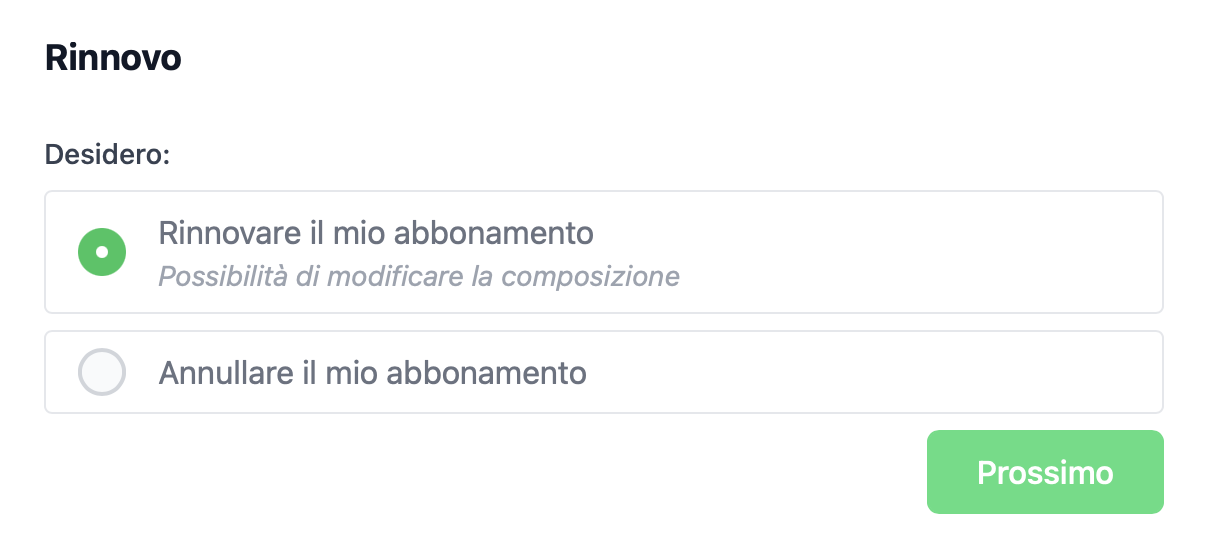 Rinnovo
Desidero:
Rinnovare il mio abbonamento
Possibilità di modificare la composizione
Annullare il mio abbonamento
Prossimo